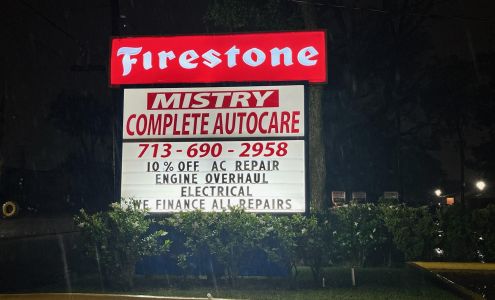 Firestone
MISTRY
COMPLETE AUTOCARE
713-690-2958
10 % OFF AC REPAIR
ENGINE OVERHAUL
ELECTRICAL
WE FINANCE ALL REPAIRS